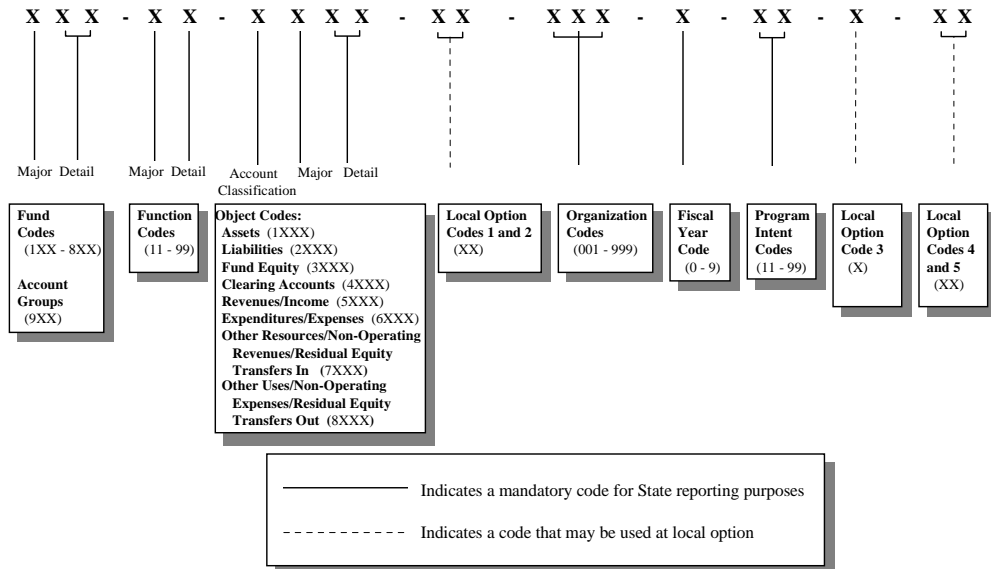 X X X - X X - X X X X - X X - X X X - X - X X - X - X X
Major Detail Major Detail Account Classification Major Detail
Fund
Codes
(1XX - 8XX)
Account
Groups
(9XX)
Function
Codes
(11 - 99)
Object Codes:
Assets (1XXX)
Liabilities (2XXX)
Fund Equity (3XXX)
Clearing Accounts (4XXX)
Revenues/Income (5XXX)
Expenditures/Expenses (6XXX)
Other Resources/Non-Operating
Revenues/Residual Equity
Transfers In (7XXX)
Other Uses/Non-Operating
Expenses/Residual Equity
Transfers Out (8XXX)
Local Option
Codes 1 and 2
(XX)
Organization
Codes
(001 - 999)
Fiscal
Year
Code
(0 - 9)
Program
Intent
Codes
(11 - 99)
Local
Option
Code 3
(X)
Local
Option
Codes 4
and 5
(XX)
Indicates a mandatory code for State reporting purposes
Indicates a code that may be used at local option